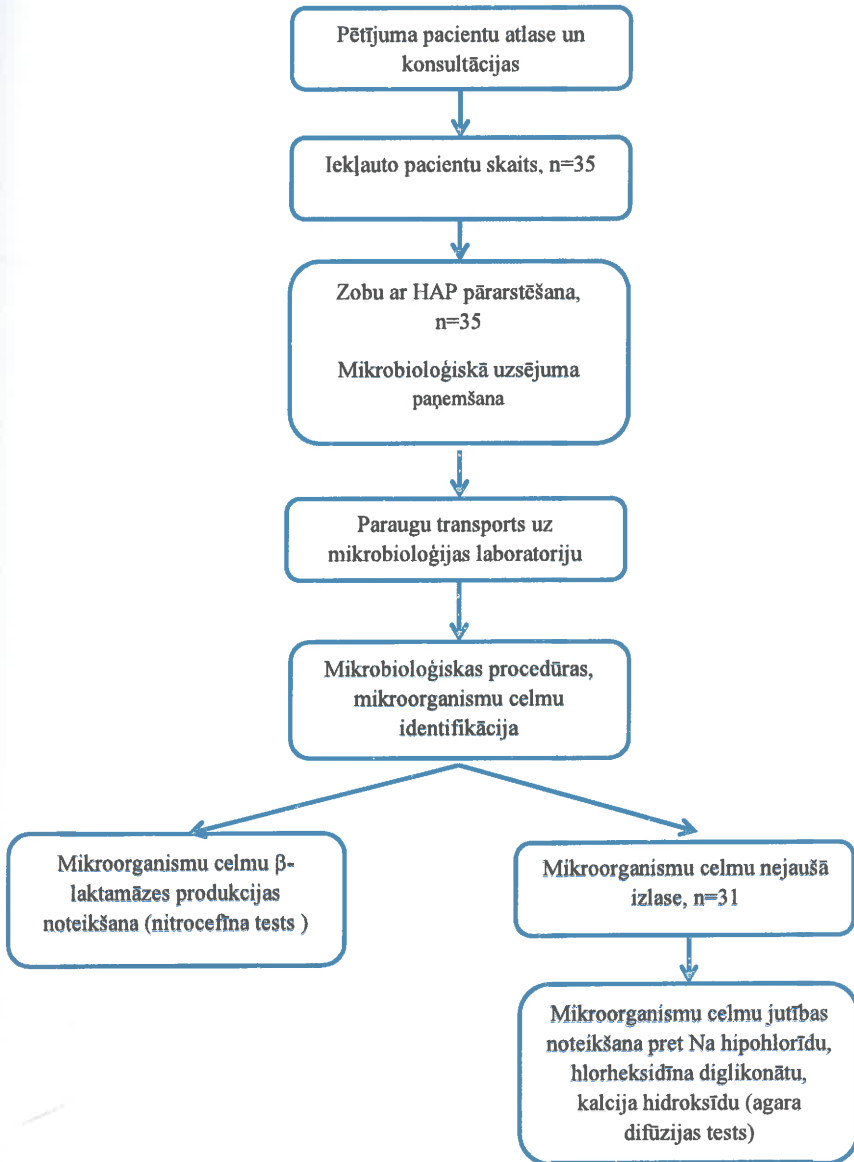 Pētījuma pacientu atlase un
konsultācijas
Iekļauto pacientu skaits, n=35
Zobu ar HAP pārarstēšana,
n=35
Mikrobioloģiskā uzsējuma
paņemšana
Paraugu transports uz
mikrobioloģijas laboratoriju
Mikrobioloģiskas procedūras,
mikroorganismu celmu
identifikācija
Mikroorganismu celmu β-
laktamāzes produkcijas
noteikšana (nitrocefīna tests )
Mikroorganismu celmu nejaušā
izlase, n=31
Mikroorganismu celmu jutības
noteikšana pret Na hipohlorīdu,
hlorheksidīna diglikonātu,
kalcija hidroksīdu (agara
difūzijas tests)